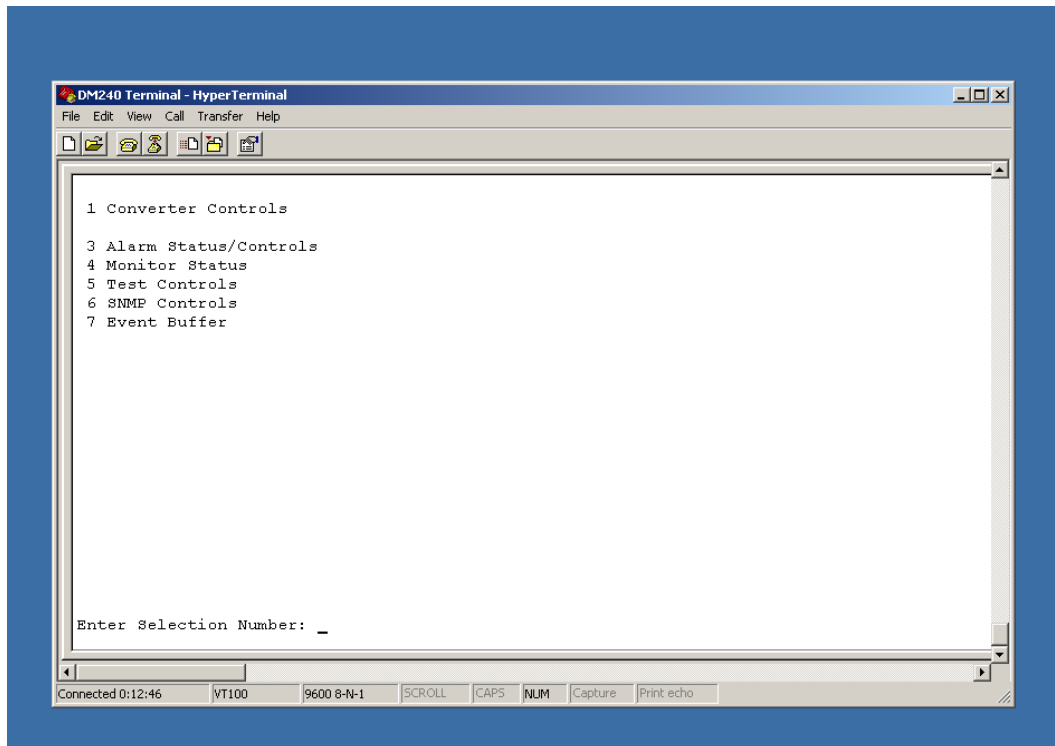 DM240 Terminal - HyperTerminal
File Edit View Call Transfer Help
1 Converter Controls
3 Alarm Status/Controls
4 Monitor Status
5 Test Controls
6 SNMP Controls
7 Event Buffer
Enter Selection Number: _
Connected 0:12:46 VT100 9600 8-N-1 SCROLL CAPS NUM Capture Print echo